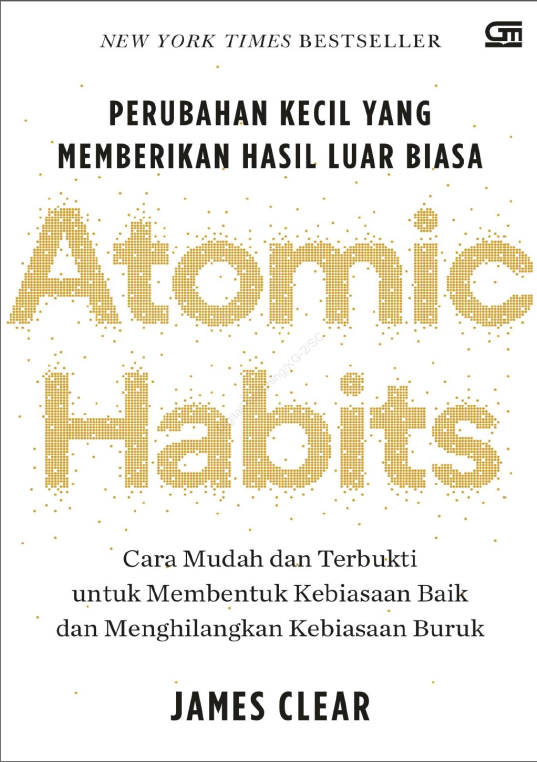 NEW YORK TIMES BESTSELLER
GM
PERUBAHAN KECIL YANG
MEMBERIKAN HASIL LUAR BIASA
Atomic
Habits
Cara Mudah dan Terbukti
untuk Membentuk Kebiasaan Baik
dan Menghilangkan Kebiasaan Buruk
JAMES CLEAR